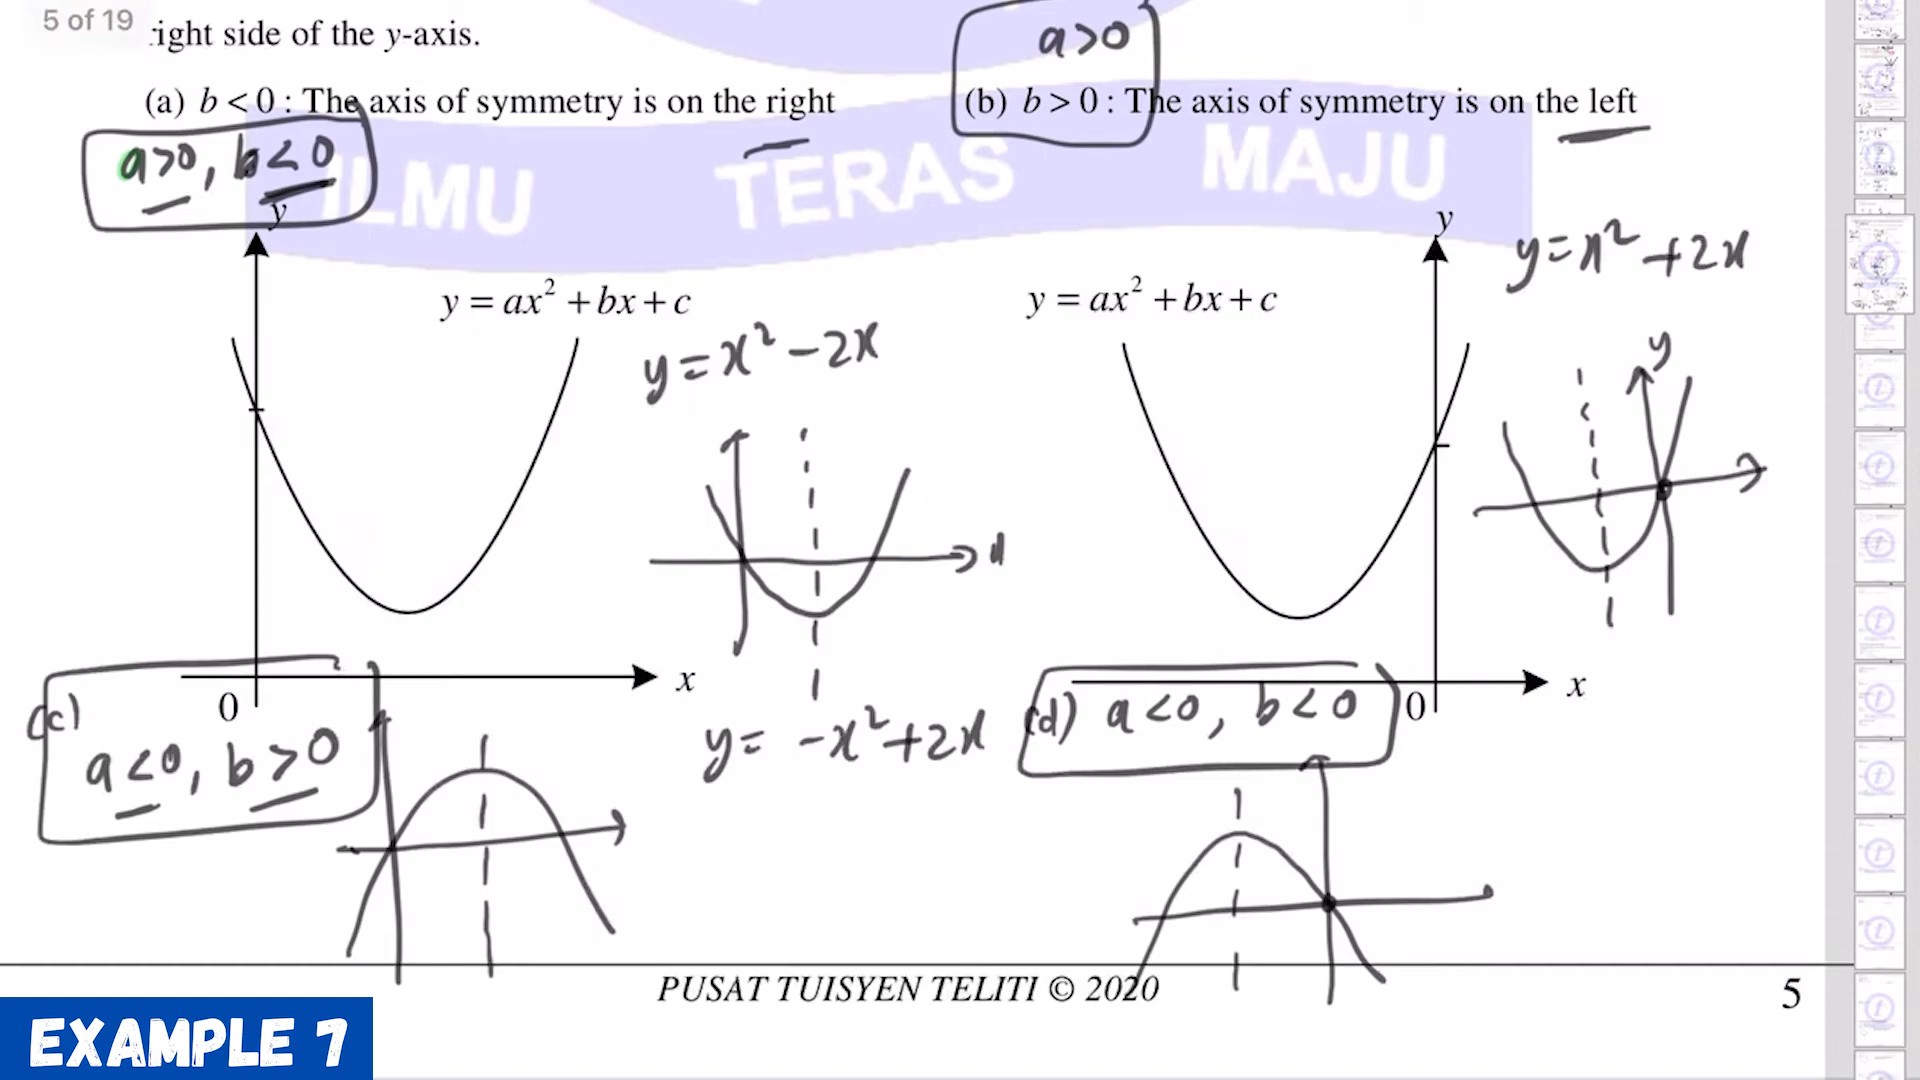 5 of 19
ight side of the y-axis.
a>0
(a) b < 0 : The axis of symmetry is on the right
(b) b > 0 : The axis of symmetry is on the left
a>0, b<0
ILMU TERAS MAJU
y
y
y=x²+2x
y = ax² + bx + c
y = ax² + bx + c
y=x²-2x
y
x
x
x
0
0
(c)
a<0, b>0
y= -x²+2x
(d) a<0, b<0
PUSAT TUISYEN TELITI © 2020
5
EXAMPLE 7